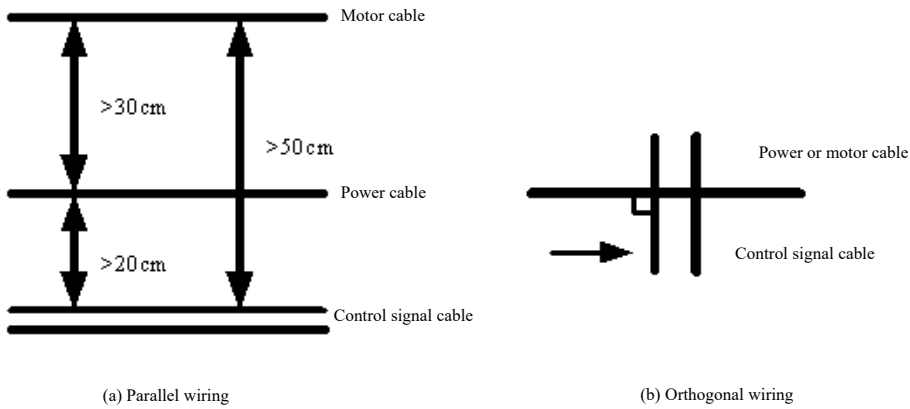 Motor cable
>30cm
>50cm
Power cable
>20cm
Control signal cable
Power or motor cable
Control signal cable
(a) Parallel wiring
(b) Orthogonal wiring